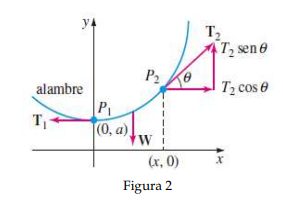 y
T₂
T₂ sen θ
P₂
θ
alambre
T₂ cos θ
P₁
T₁
(0, a)
W
(x, 0)
x
Figura 2